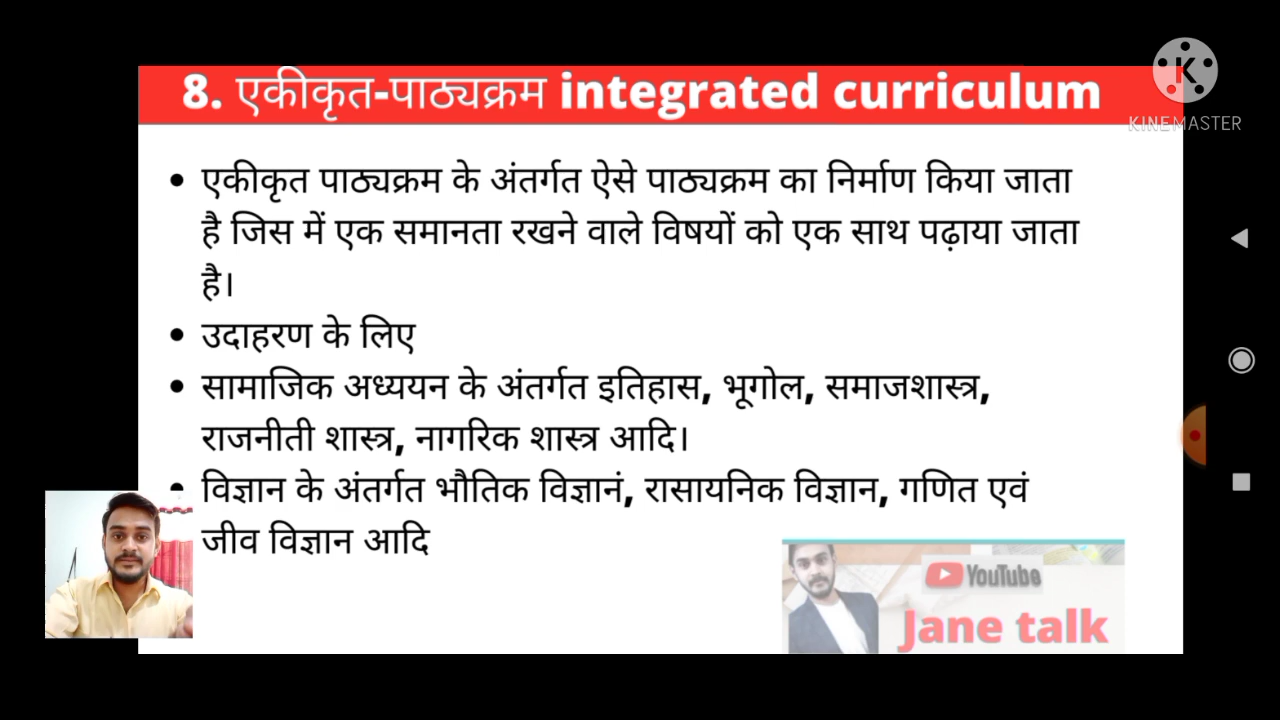 8. एकीकृत-पाठ्यक्रम integrated curriculum
KINEMASTER
• एकीकृत पाठ्यक्रम के अंतर्गत ऐसे पाठ्यक्रम का निर्माण किया जाता
है जिस में एक समानता रखने वाले विषयों को एक साथ पढ़ाया जाता
है।
• उदाहरण के लिए
• सामाजिक अध्ययन के अंतर्गत इतिहास, भूगोल, समाजशास्त्र,
राजनीती शास्त्र, नागरिक शास्त्र आदि।
• विज्ञान के अंतर्गत भौतिक विज्ञानं, रासायनिक विज्ञान, गणित एवं
जीव विज्ञान आदि
YouTube
Jane talk